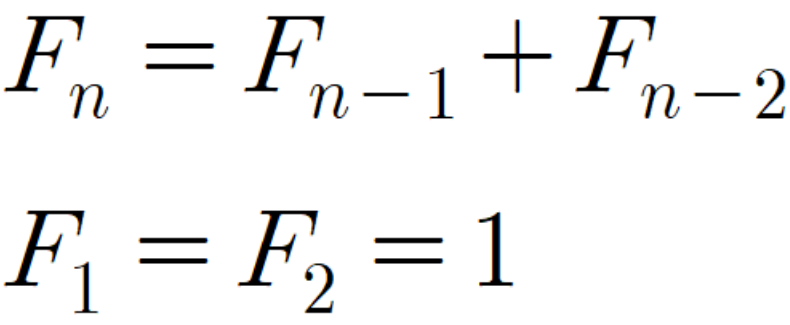 F_n = F_{n-1} + F_{n-2}
F_1 = F_2 = 1